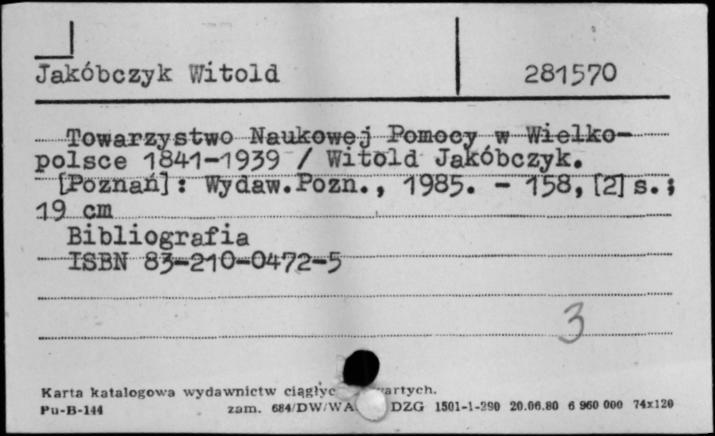 Jakóbczyk Witold 281570
Towarzystwo Naukowej Pomocy w Wielko-
polsce 1841-1939 / Witold Jakóbczyk.
[Poznań]: Wydaw.Pozn., 1985. - 158, [2] s.;
19 cm
Bibliografia
ISBN 83-210-0472-5
3
Karta katalogowa wydawnictw
Pu-B-144 zam. 684/DW/WA DZG 1501-1-290 20.06.80 6 960 000 74x120